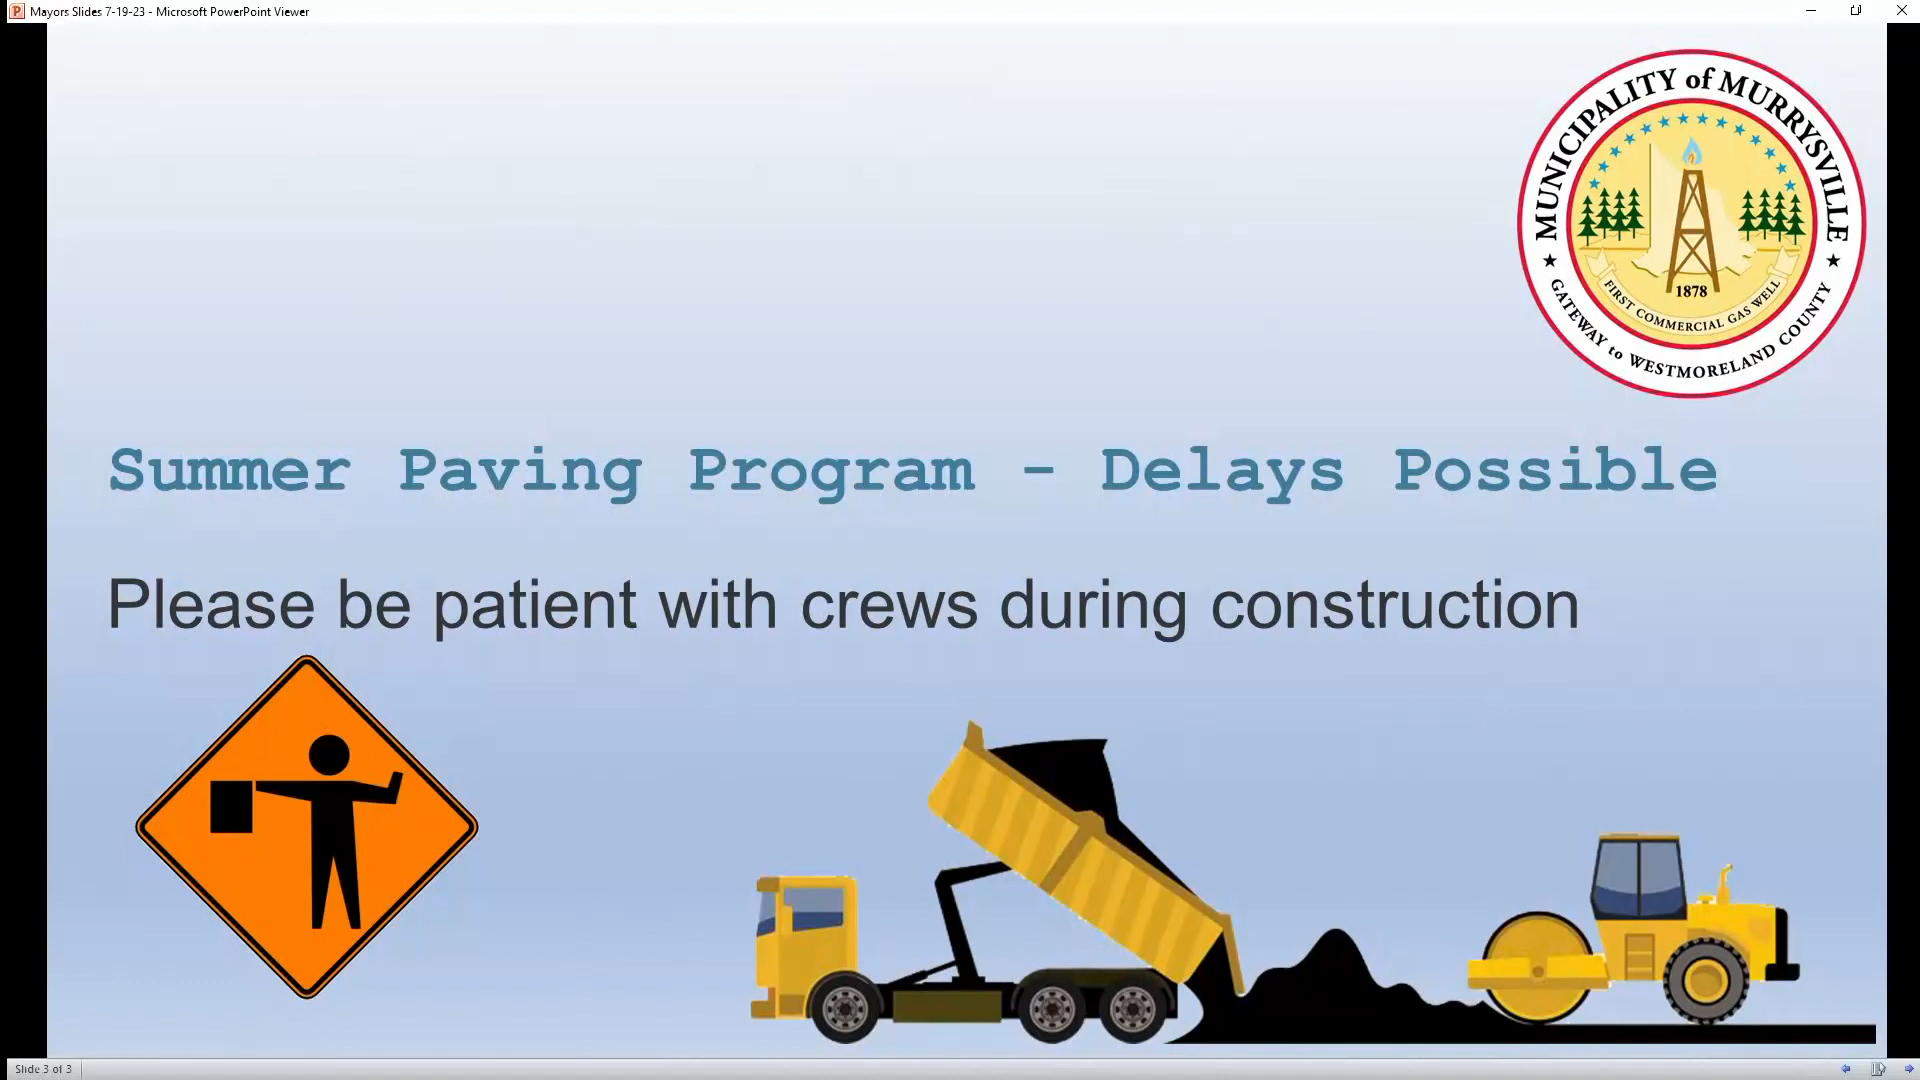 Mayors Slides 7-19-23 - Microsoft PowerPoint Viewer
MUNICIPALITY of MURRYSVILLE
1878
FIRST COMMERCIAL GAS WELL
★ GATEWAY to WESTMORELAND COUNTY ★
Summer Paving Program - Delays Possible
Please be patient with crews during construction
Slide 3 of 3